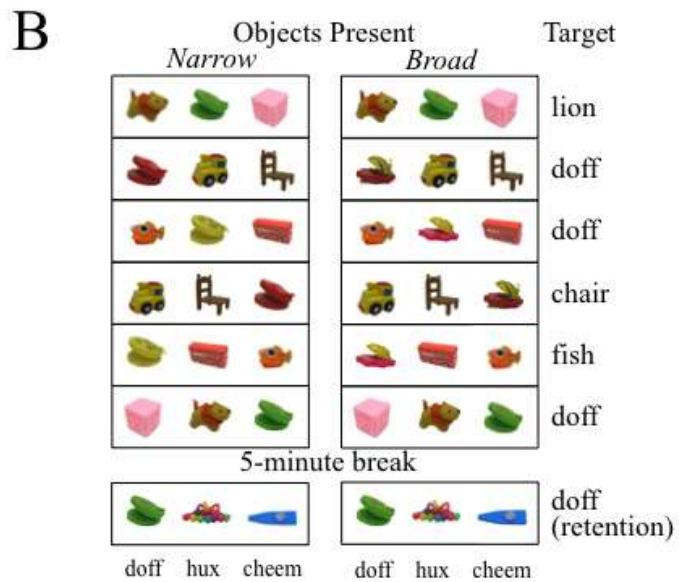 B
Objects Present Target
Narrow Broad
lion
doff
doff
chair
fish
doff
5-minute break
doff
(retention)
doff hux cheem doff hux cheem